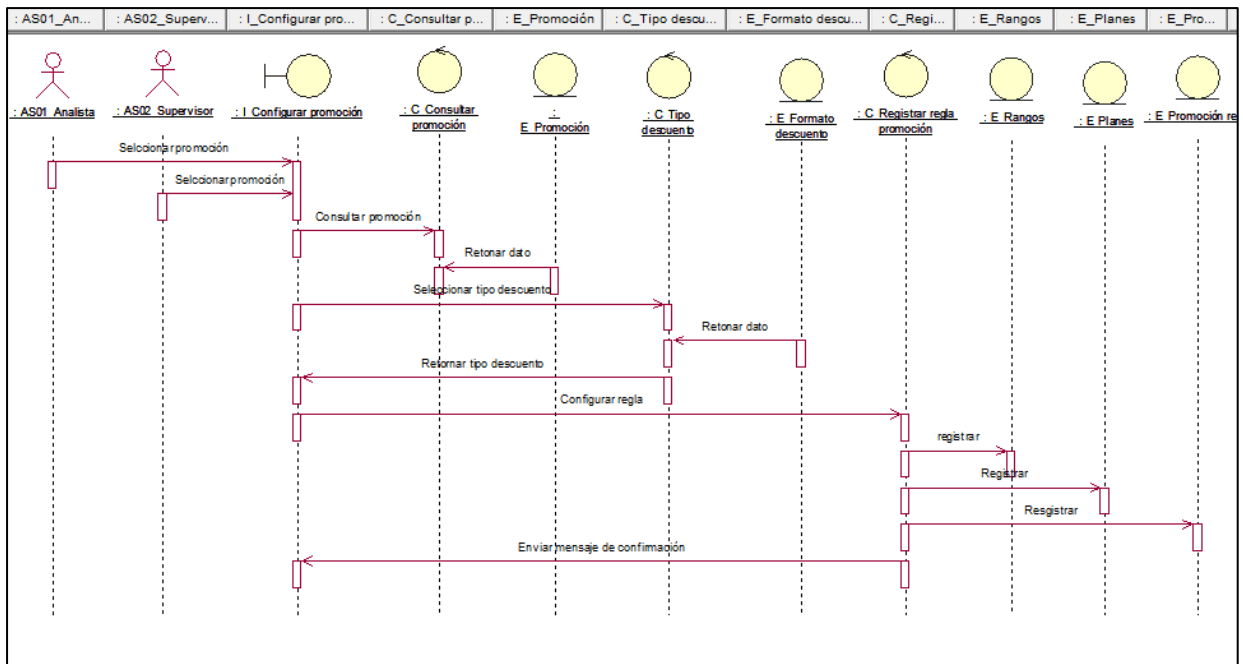 : AS01_An...
: AS02_Superv...
: I_Configurar pro...
: C_Consultar p...
: E_Promoción
: C_Tipo descu...
: E_Formato descu...
: C_Regi...
: E_Rangos
: E_Planes
: E_Pro...
: AS01_Analista
: AS02_Supervisor
: I_Configurar promoción
: C_Consultar
promoción
:
E_Promoción
: C_Tipo
descuento
: E_Formato
descuento
: C_Registrar regla
promoción
: E_Rangos
: E_Planes
: E_Promoción re
Selccionar promoción
Selccionar promoción
Consultar promoción
Retonar dato
Seleccionar tipo descuento
Retonar dato
Retornar tipo descuento
Configurar regla
registrar
Registrar
Resgistrar
Enviar mensaje de confirmación